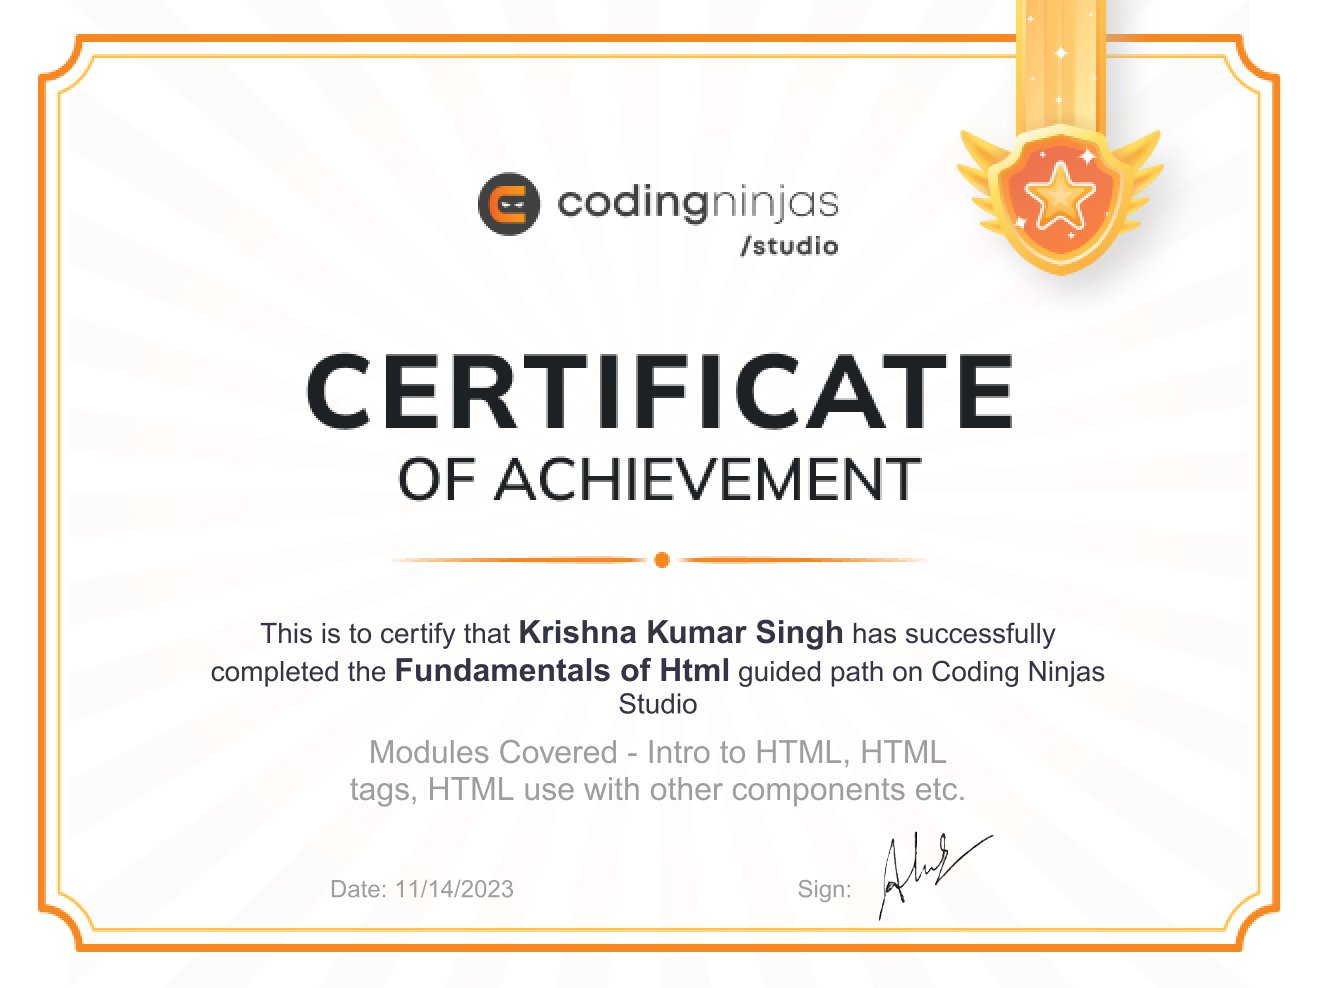 codingninjas
/studio
CERTIFICATE
OF ACHIEVEMENT
This is to certify that Krishna Kumar Singh has successfully
completed the Fundamentals of Html guided path on Coding Ninjas
Studio
Modules Covered - Intro to HTML, HTML
tags, HTML use with other components etc.
Date: 11/14/2023
Sign: